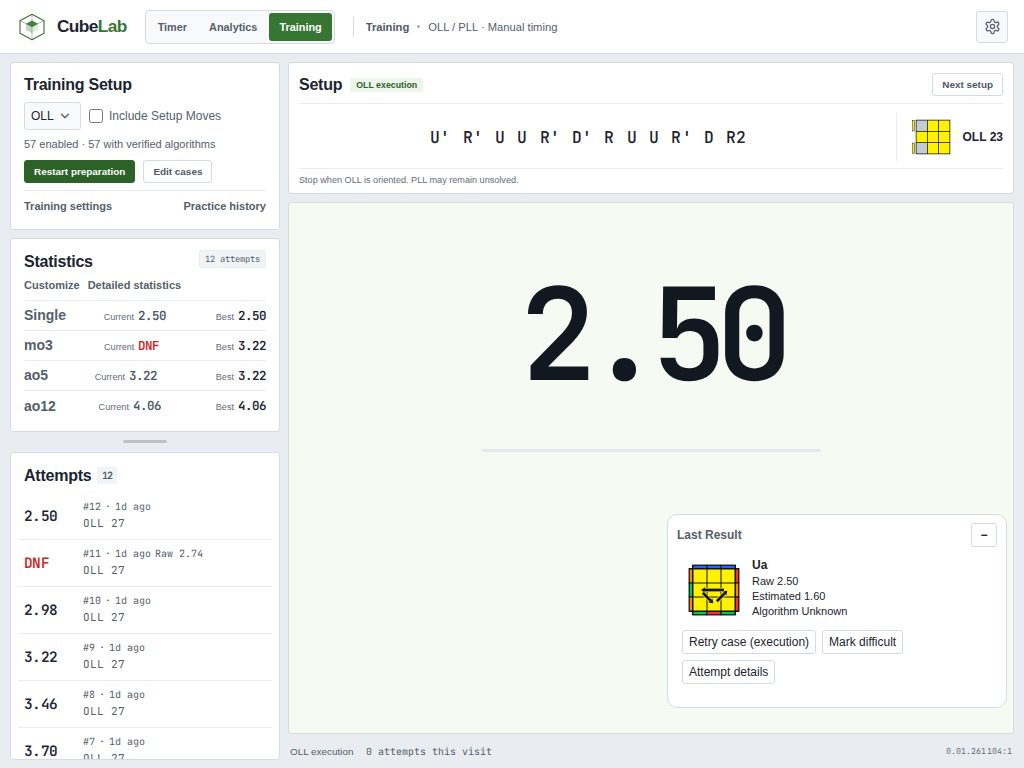 CubeLab
Timer Analytics Training
Training • OLL / PLL · Manual timing
Training Setup
OLL Include Setup Moves
57 enabled · 57 with verified algorithms
Restart preparation Edit cases
Training settings Practice history
Statistics 12 attempts
Customize Detailed statistics
Single Current 2.50 Best 2.50
mo3 Current DNF Best 3.22
ao5 Current 3.22 Best 3.22
ao12 Current 4.06 Best 4.06
Attempts 12
2.50 #12 · 1d ago
OLL 27
DNF #11 · 1d ago Raw 2.74
OLL 27
2.98 #10 · 1d ago
OLL 27
3.22 #9 · 1d ago
OLL 27
3.46 #8 · 1d ago
OLL 27
3.70 #7 · 1d ago
OLL 27
Setup OLL execution Next setup
U' R' U U R' D' R U U R' D R2
OLL 23
Stop when OLL is oriented. PLL may remain unsolved.
2.50
Last Result −
Ua
Raw 2.50
Estimated 1.60
Algorithm Unknown
Retry case (execution) Mark difficult
Attempt details
OLL execution 0 attempts this visit
0.01.261104:1